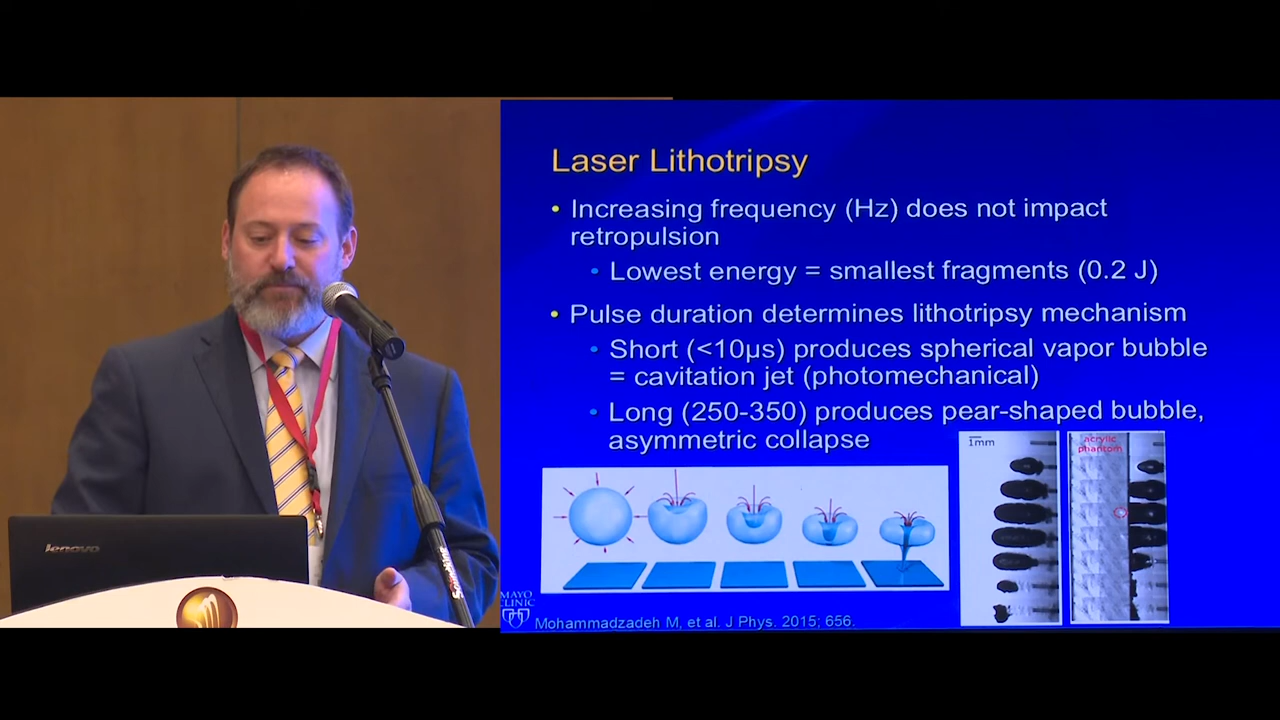 Laser Lithotripsy
• Increasing frequency (Hz) does not impact
retropulsion
• Lowest energy = smallest fragments (0.2 J)
• Pulse duration determines lithotripsy mechanism
• Short (<10µs) produces spherical vapor bubble
= cavitation jet (photomechanical)
• Long (250-350) produces pear-shaped bubble,
asymmetric collapse
1mm
acrylic
phantom
lenovo
MAYO
CLINIC
Mohammadzadeh M, et al. J Phys. 2015; 656.